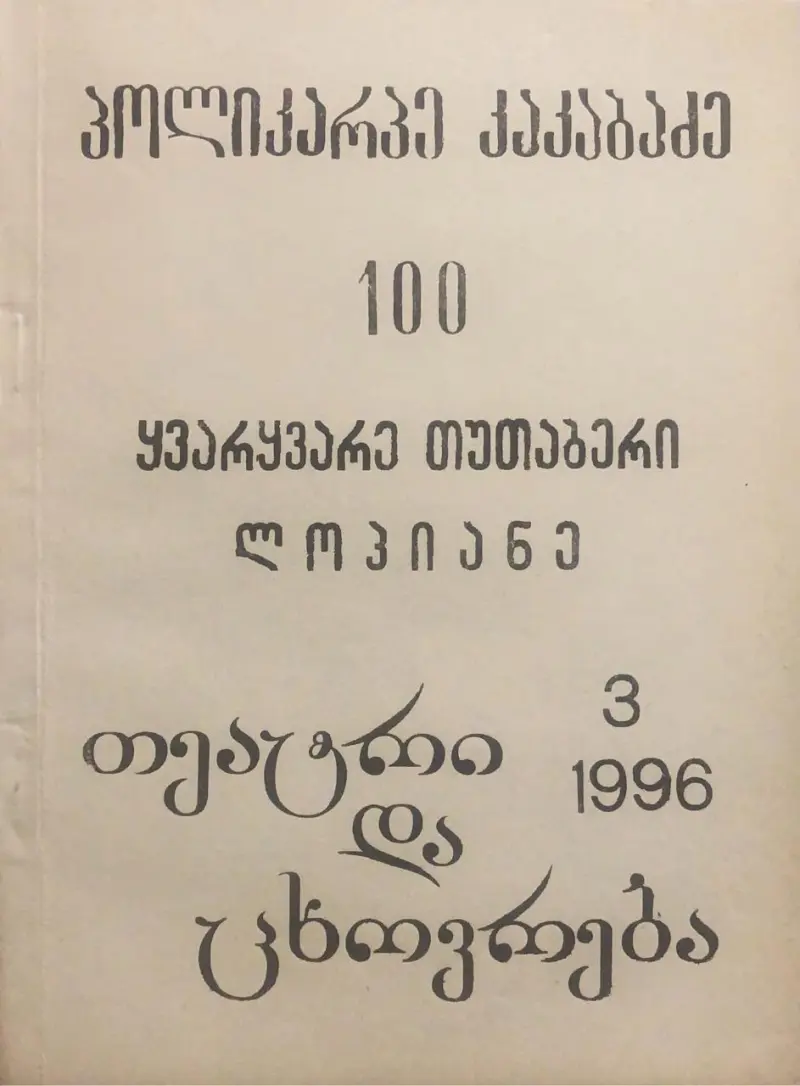 პოლიკარპე კაკაბაძე
100
ყვარყვარე თუთაბერი
ლოპიანე
თეატრი
და
ცხოვრება
3
1996